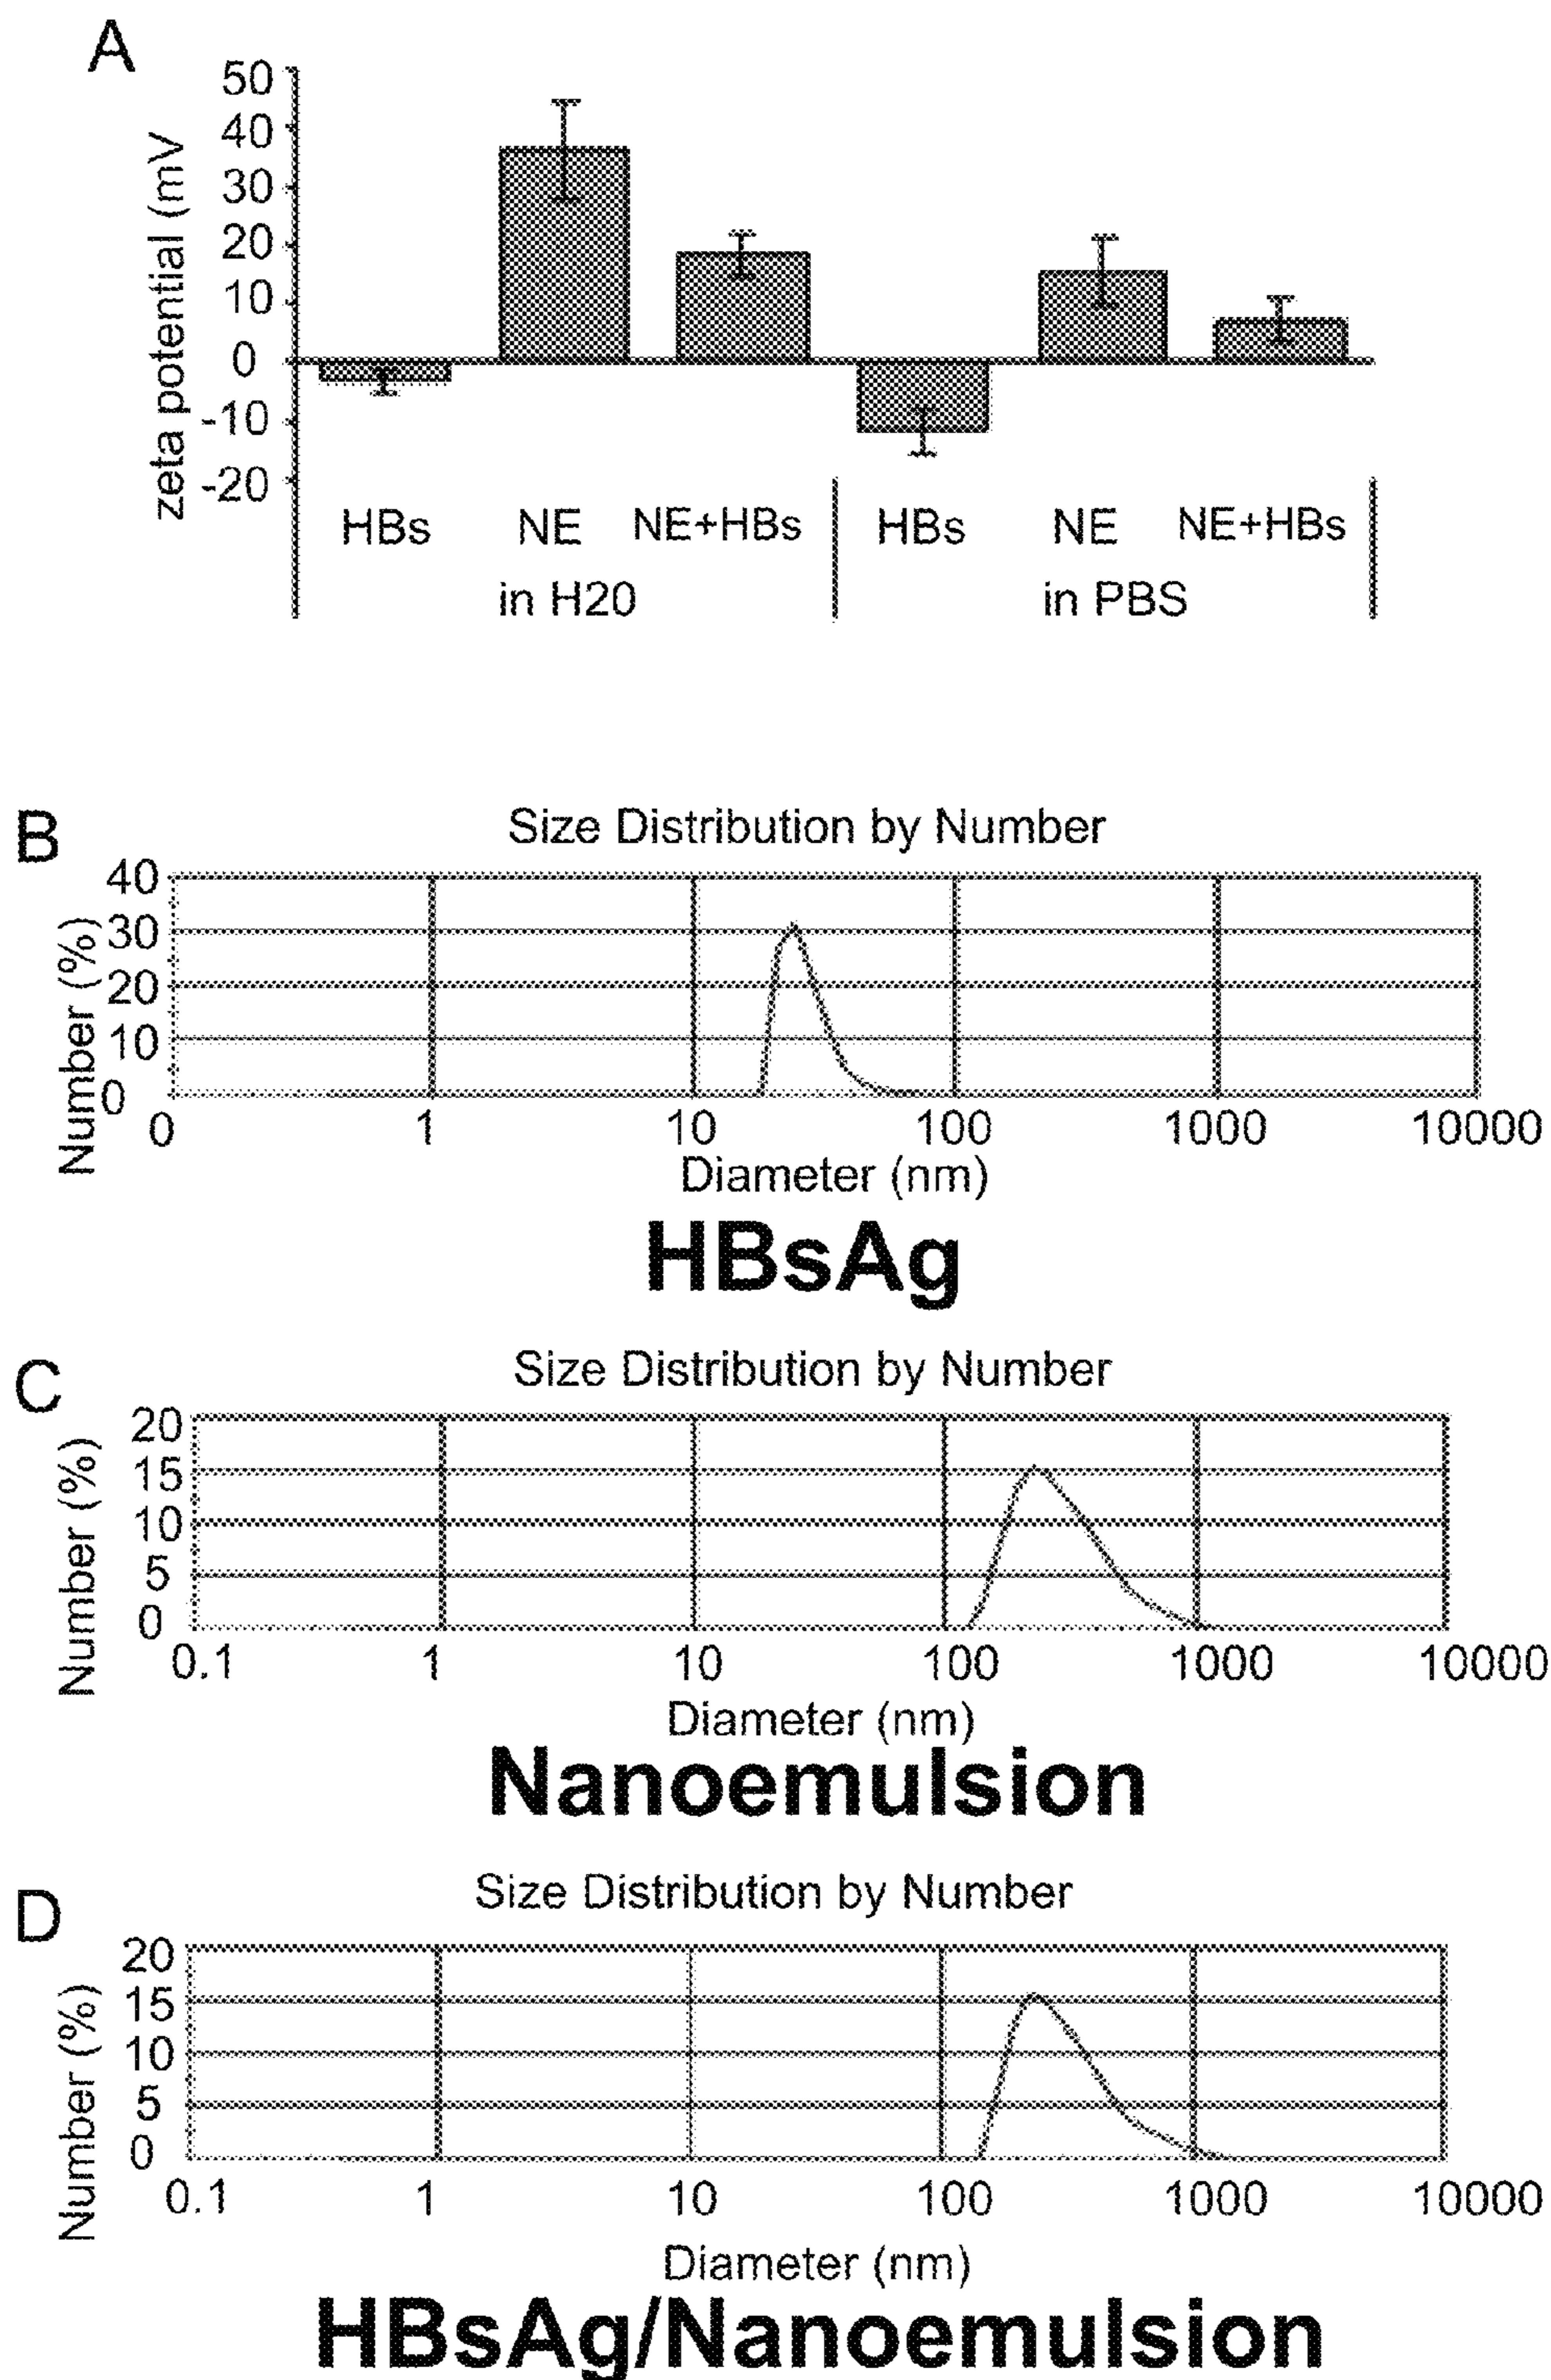 A
50
40
30
20
10
0
-10
-20
zeta potential (mV
HBs NE NE+HBs HBs NE NE+HBs
in H20 in PBS
B
Size Distribution by Number
40
30
20
10
0
Number (%)
0 1 10 100 1000 10000
Diameter (nm)
HBsAg
C
Size Distribution by Number
20
15
10
5
0
Number (%)
0.1 1 10 100 1000 10000
Diameter (nm)
Nanoemulsion
D
Size Distribution by Number
20
15
10
5
0
Number (%)
0.1 1 10 100 1000 10000
Diameter (nm)
HBsAg/Nanoemulsion